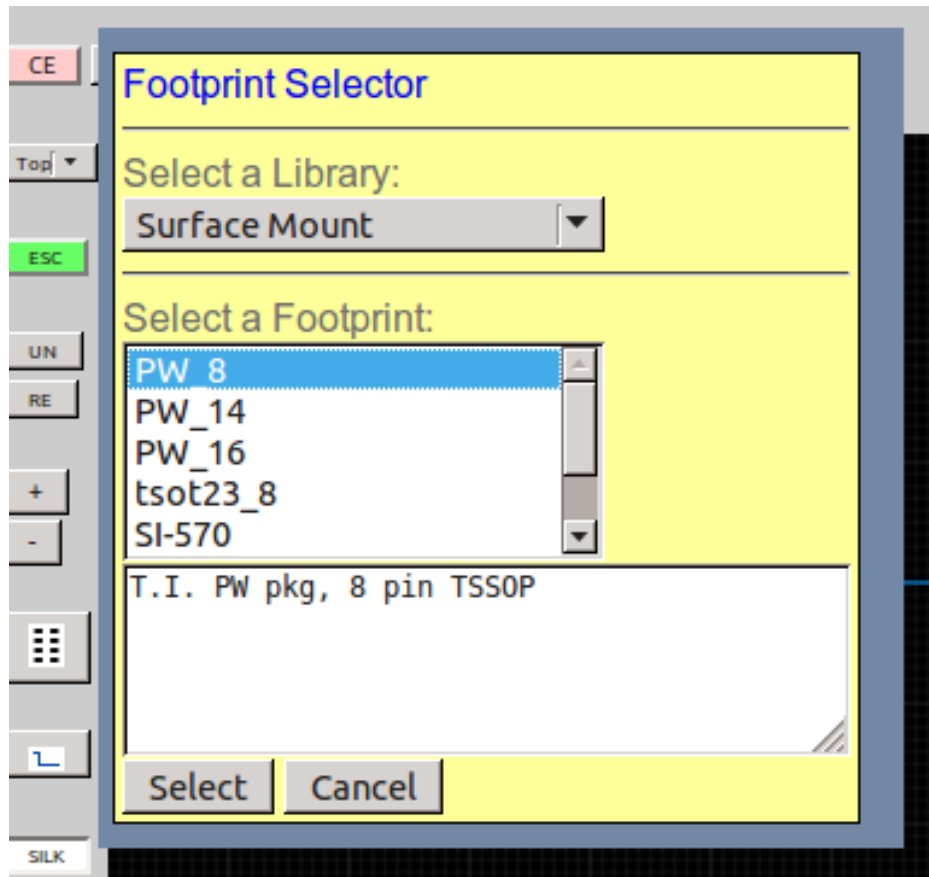 CE
Footprint Selector
Top
Select a Library:
Surface Mount
ESC
Select a Footprint:
UN
PW_8
RE
PW_14
PW_16
+
tsot23_8
-
SI-570
T.I. PW pkg, 8 pin TSSOP
Select Cancel
SILK